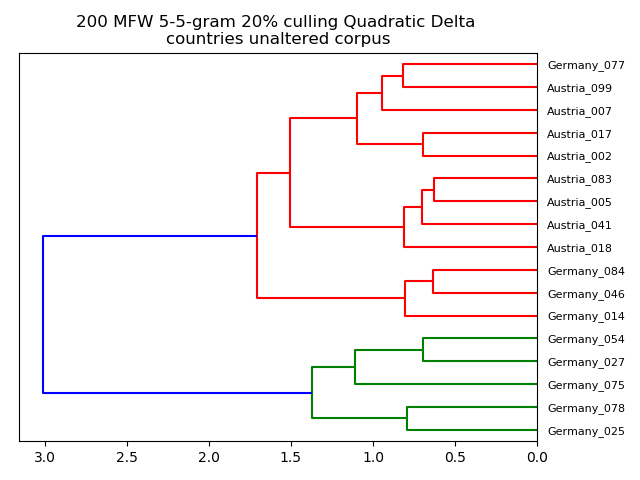 200 MFW 5-5-gram 20% culling Quadratic Delta
countries unaltered corpus
Germany_077
Austria_099
Austria_007
Austria_017
Austria_002
Austria_083
Austria_005
Austria_041
Austria_018
Germany_084
Germany_046
Germany_014
Germany_054
Germany_027
Germany_075
Germany_078
Germany_025
3.0 2.5 2.0 1.5 1.0 0.5 0.0